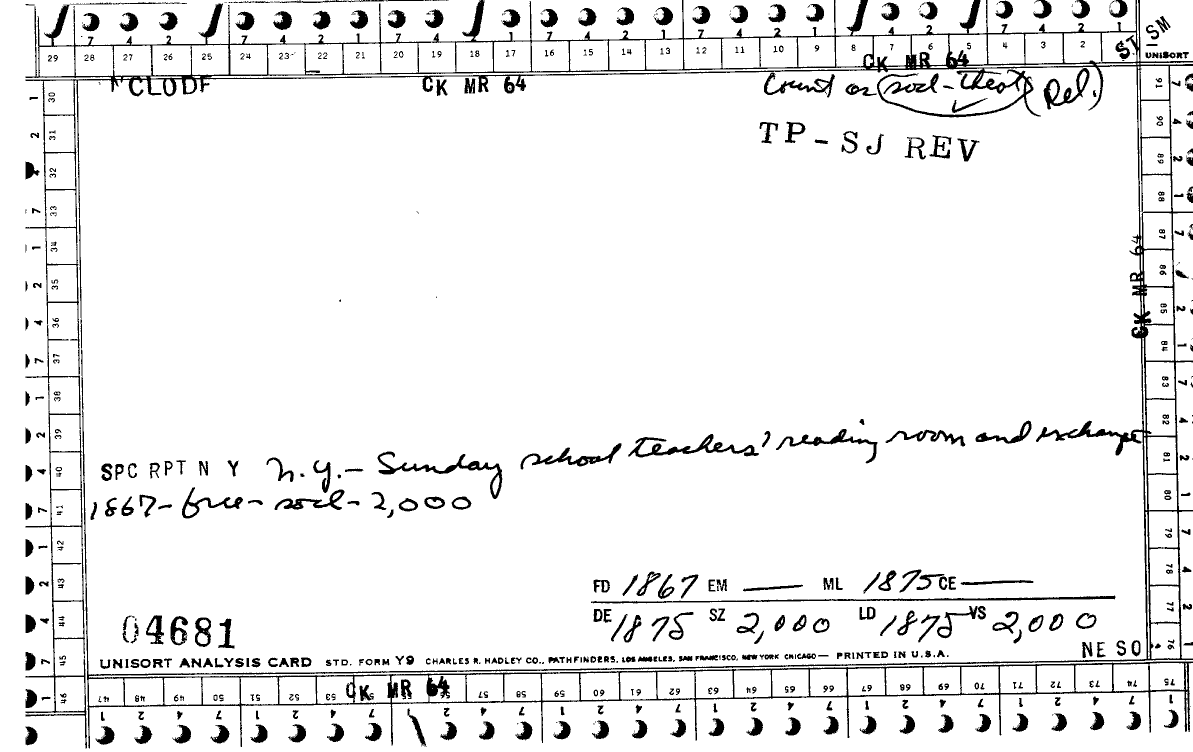 7 4 2 7 4 2 1 7 4 2 1 7 4 2 1 7 4 2 1 7 4 2 1
29 28 27 26 25 24 23 22 21 20 19 18 17 16 15 14 13 12 11 10 9 8 7 6 5 4 3 2 1
ST-SM
UNISORT
CK MR 64
NCLODF CK MR 64 Count as socl-theol (Rel.)
TP-SJ REV
CK MR 64
SPC RPT N Y N.Y.- Sunday school teachers' reading room and exchange
1867-free-socl-2,000
FD 1867 EM — ML 1875 CE —
DE 1875 SZ 2,000 LD 1875 VS 2,000
04681
NE SO
UNISORT ANALYSIS CARD STD. FORM Y9 CHARLES R. HADLEY CO., PATHFINDERS, LOS ANGELES, SAN FRANCISCO, NEW YORK CHICAGO — PRINTED IN U.S.A.
CK MR 64
30 31 32 33 34 35 36 37 38 39 40 41 42 43 44 45 46
47 48 49 50 51 52 53 57 58 59 60 61 62 63 64 65 66 67 68 69 70 71 72 73 74 75
91 90 89 88 87 86 85 84 83 82 81 80 79 78 77 76